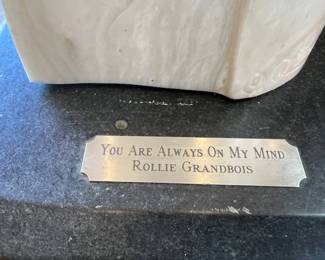 You Are Always On My Mind
Rollie Grandbois